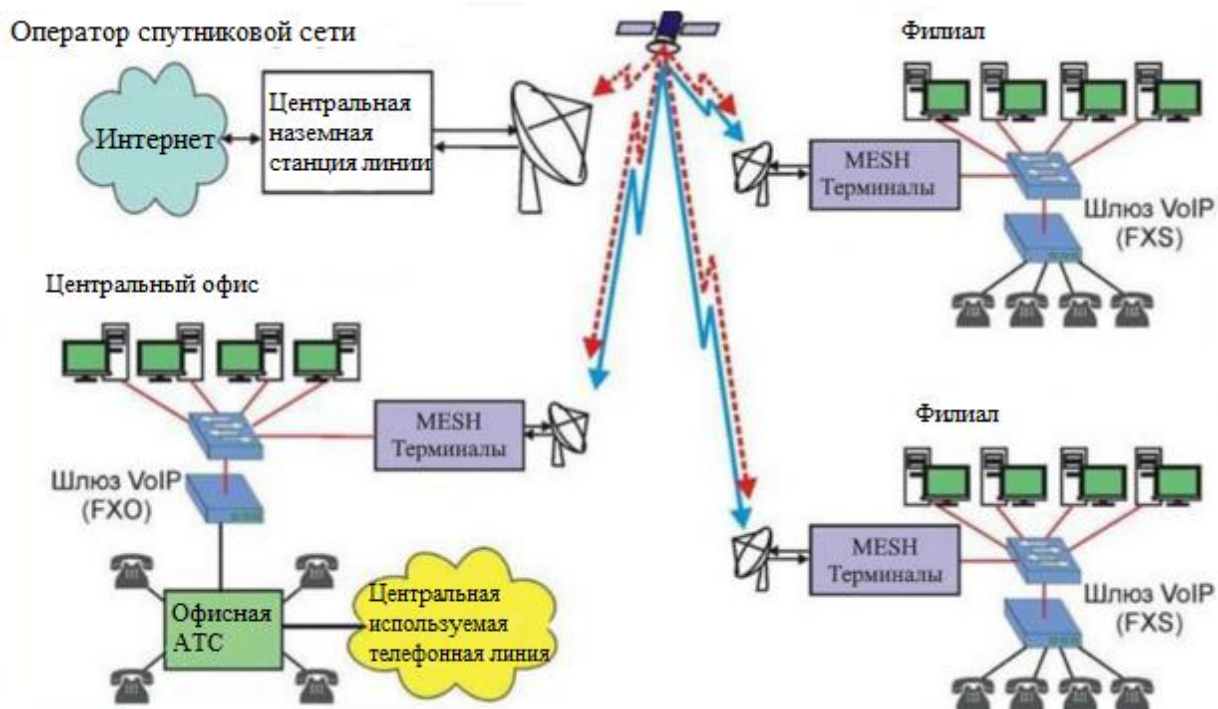 Оператор спутниковой сети
Интернет
Центральная
наземная
станция линии
Филиал
MESH
Терминалы
Шлюз VoIP
(FXS)
Центральный офис
MESH
Терминалы
Шлюз VoIP
(FXO)
Офисная
АТС
Центральная
используемая
телефонная линия
Филиал
MESH
Терминалы
Шлюз VoIP
(FXS)